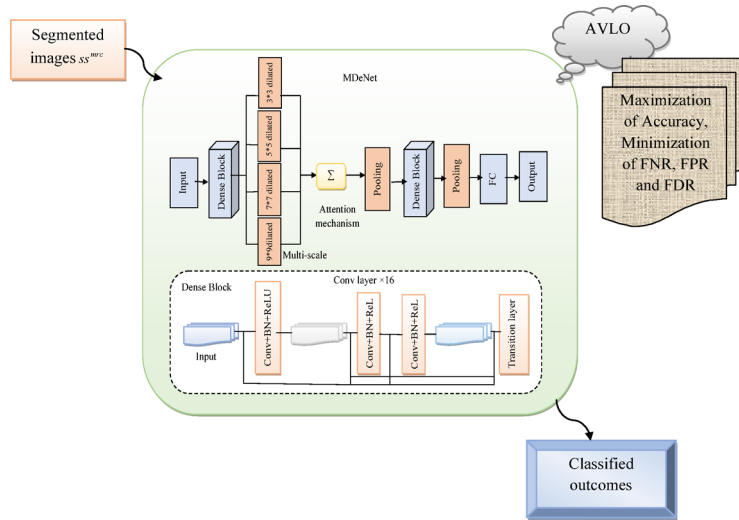 Segmented
images ss^mrc
AVLO
Maximization
of Accuracy,
Minimization
of FNR, FPR
and FDR
MDeNet
Input
Dense Block
3*3 dilated
5*5 dilated
7*7 dilated
9*9dilated
Multi-scale
Σ
Attention
mechanism
Pooling
Dense Block
Pooling
FC
Output
Dense Block
Conv layer ×16
Input
Conv+BN+ReLU
Conv+BN+ReL
Conv+BN+ReL
Transition layer
Classified
outcomes